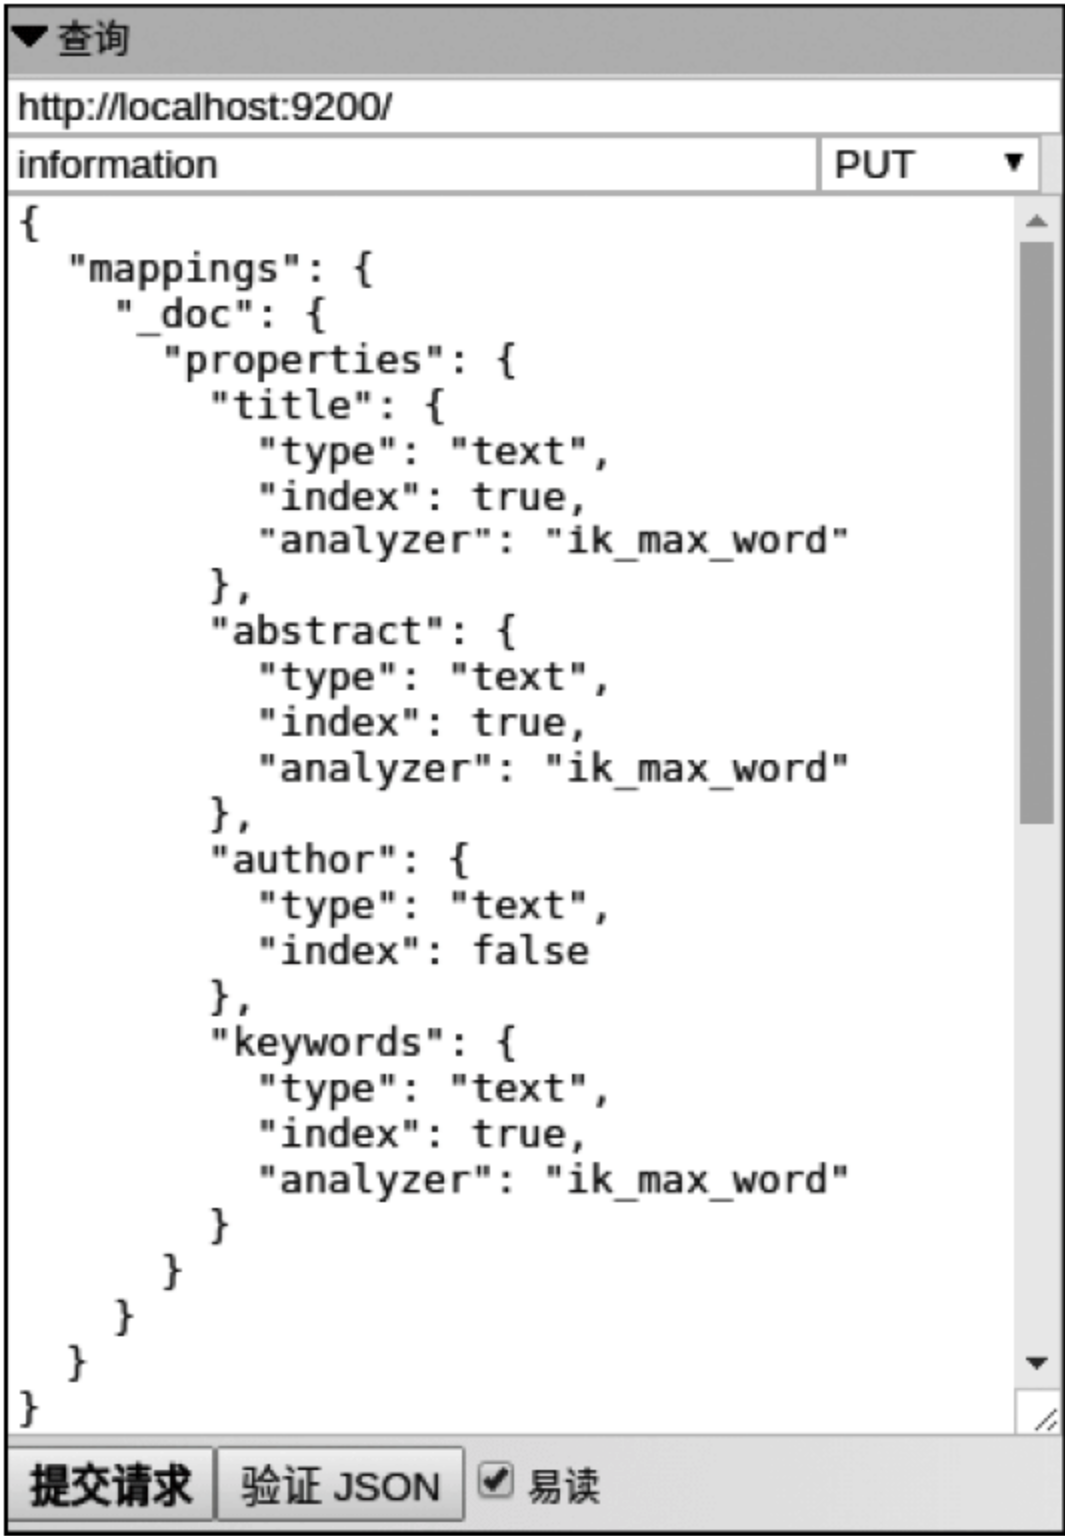 查询
http://localhost:9200/
information PUT
{
  "mappings": {
    "_doc": {
      "properties": {
        "title": {
          "type": "text",
          "index": true,
          "analyzer": "ik_max_word"
        },
        "abstract": {
          "type": "text",
          "index": true,
          "analyzer": "ik_max_word"
        },
        "author": {
          "type": "text",
          "index": false
        },
        "keywords": {
          "type": "text",
          "index": true,
          "analyzer": "ik_max_word"
        }
      }
    }
  }
}
提交请求 验证 JSON 易读